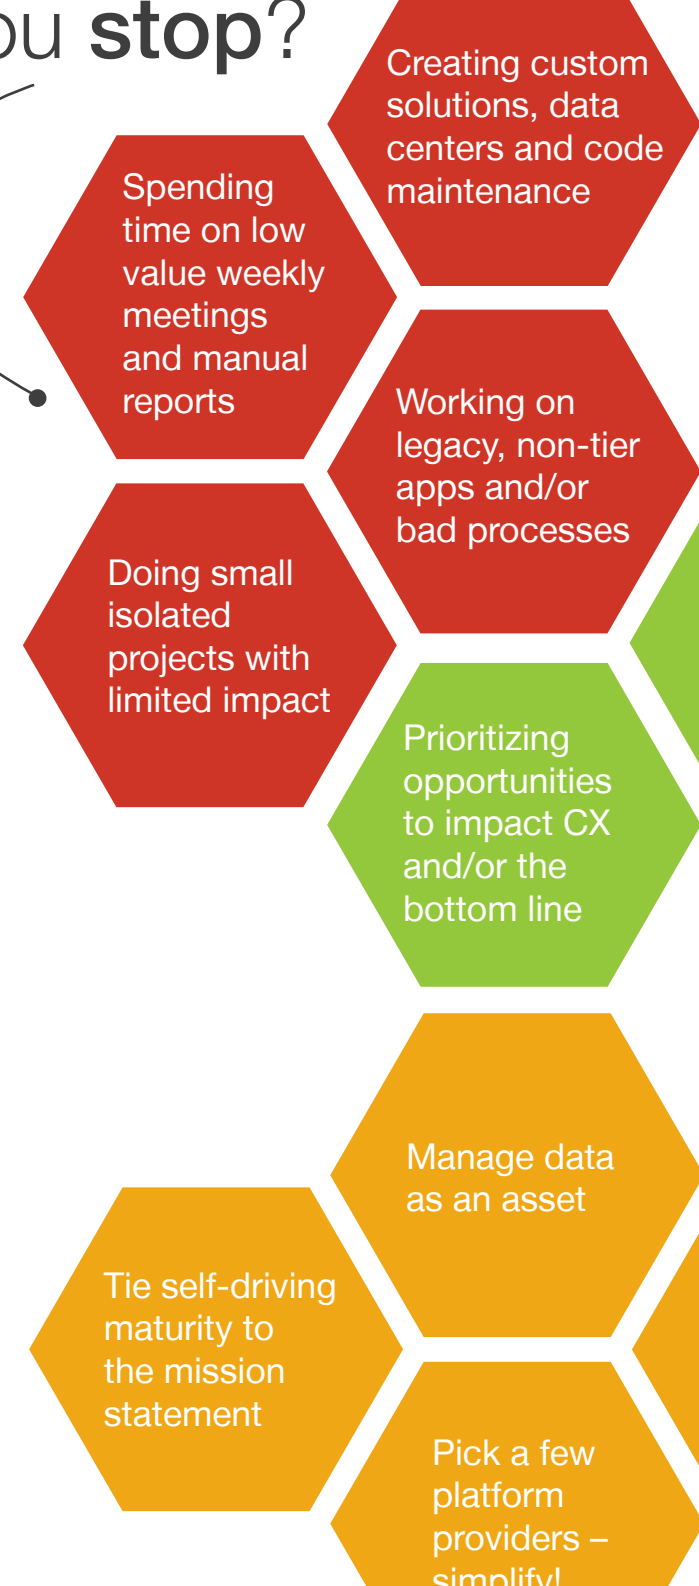 ou stop?
Creating custom
solutions, data
centers and code
maintenance
Spending
time on low
value weekly
meetings
and manual
reports
Working on
legacy, non-tier
apps and/or
bad processes
Doing small
isolated
projects with
limited impact
Prioritizing
opportunities
to impact CX
and/or the
bottom line
Manage data
as an asset
Tie self-driving
maturity to
the mission
statement
Pick a few
platform
providers –
simplify!